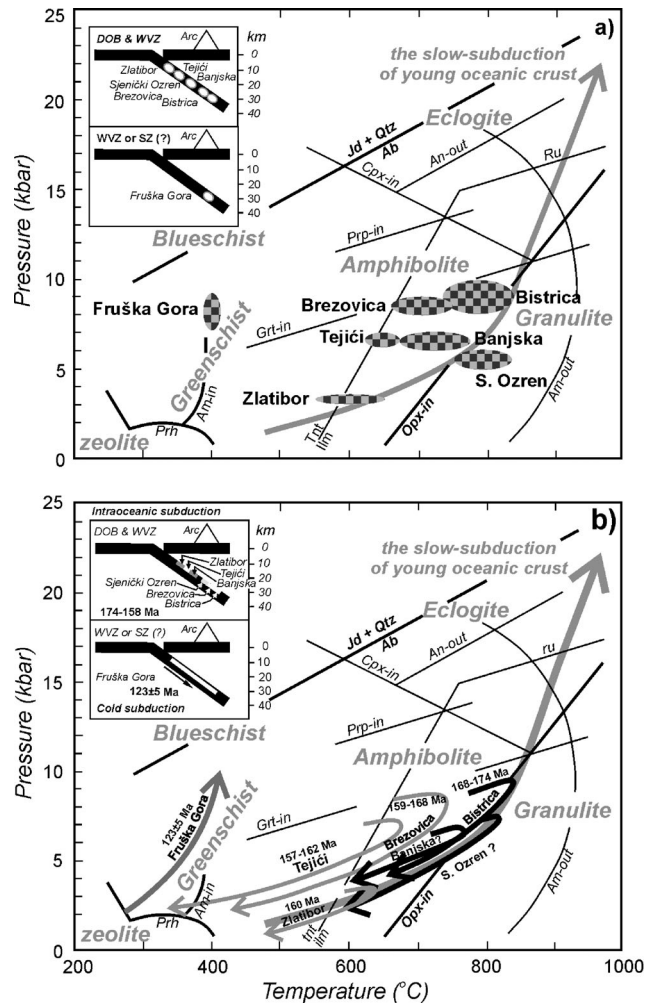 a)
DOB & WVZ
Arc
km
0
10
20
30
40
Zlatibor
Tejići
Sjenički Ozren
Banjska
Brezovica
Bistrica
WVZ or SZ (?)
Arc
0
10
20
30
40
Fruška Gora
the slow-subduction
of young oceanic crust
Eclogite
Jd + Qtz
Ab
An-out
Cpx-in
Ru
Prp-in
Blueschist
Amphibolite
Fruška Gora
Brezovica
Bistrica
Granulite
Grt-in
Tejići
Banjska
S. Ozren
Greenschist
Zlatibor
Am-in
Am-out
Opx-in
Tnt
Ilm
Prh
zeolite
Pressure (kbar)
25
20
15
10
5
0
b)
Intraoceanic subduction
DOB & WVZ
Arc
km
0
10
20
30
40
Zlatibor
Tejići
Banjska
Sjenički Ozren
Brezovica
Bistrica
174-158 Ma
WVZ or SZ (?)
Arc
0
10
20
30
40
Fruška Gora
123±5 Ma
Cold subduction
the slow-subduction
of young oceanic crust
Eclogite
Jd + Qtz
Ab
An-out
Cpx-in
ru
Prp-in
Blueschist
Amphibolite
168-174 Ma
Bistrica
159-168 Ma
Brezovica
Banjska?
Granulite
Grt-in
157-162 Ma
Tejići
S. Ozren ?
123±5 Ma
Fruška Gora
Greenschist
160 Ma
Zlatibor
Am-in
Am-out
Opx-in
tnt
ilm
Prh
zeolite
Pressure (kbar)
25
20
15
10
5
0
200
400
600
800
1000
Temperature (°C)